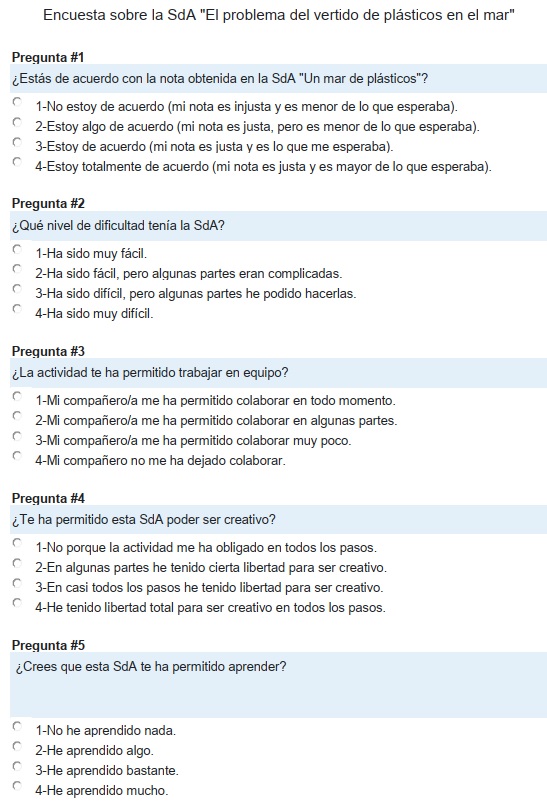 Encuesta sobre la SdA "El problema del vertido de plásticos en el mar"
Pregunta #1
¿Estás de acuerdo con la nota obtenida en la SdA "Un mar de plásticos"?
1-No estoy de acuerdo (mi nota es injusta y es menor de lo que esperaba).
2-Estoy algo de acuerdo (mi nota es justa, pero es menor de lo que esperaba).
3-Estoy de acuerdo (mi nota es justa y es lo que me esperaba).
4-Estoy totalmente de acuerdo (mi nota es justa y es mayor de lo que esperaba).
Pregunta #2
¿Qué nivel de dificultad tenía la SdA?
1-Ha sido muy fácil.
2-Ha sido fácil, pero algunas partes eran complicadas.
3-Ha sido difícil, pero algunas partes he podido hacerlas.
4-Ha sido muy difícil.
Pregunta #3
¿La actividad te ha permitido trabajar en equipo?
1-Mi compañero/a me ha permitido colaborar en todo momento.
2-Mi compañero/a me ha permitido colaborar en algunas partes.
3-Mi compañero/a me ha permitido colaborar muy poco.
4-Mi compañero no me ha dejado colaborar.
Pregunta #4
¿Te ha permitido esta SdA poder ser creativo?
1-No porque la actividad me ha obligado en todos los pasos.
2-En algunas partes he tenido cierta libertad para ser creativo.
3-En casi todos los pasos he tenido libertad para ser creativo.
4-He tenido libertad total para ser creativo en todos los pasos.
Pregunta #5
¿Crees que esta SdA te ha permitido aprender?
1-No he aprendido nada.
2-He aprendido algo.
3-He aprendido bastante.
4-He aprendido mucho.